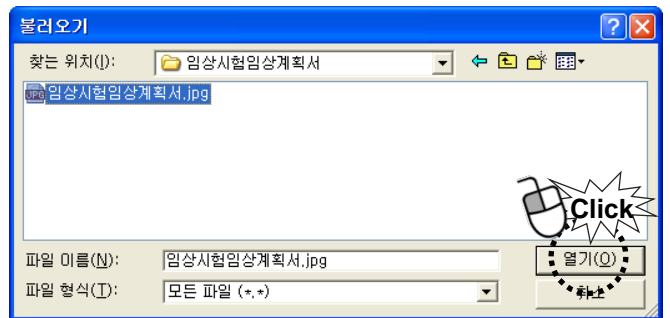 불러오기
찾는 위치(I): 임상시험임상계획서
임상시험임상계획서.jpg
Click
파일 이름(N): 임상시험임상계획서.jpg 열기(O)
파일 형식(T): 모든 파일 (*.*) 취소